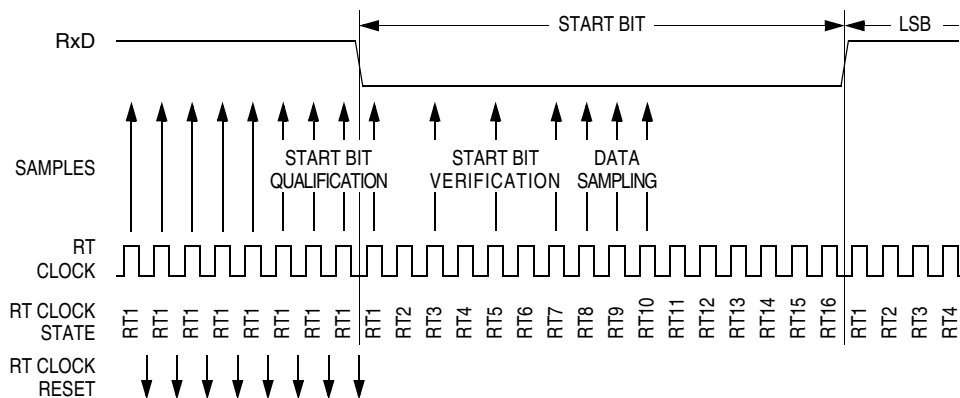 START BIT
LSB
RxD
SAMPLES
START BIT
QUALIFICATION
START BIT
VERIFICATION
DATA
SAMPLING
RT
CLOCK
RT CLOCK
STATE
RT1 RT1 RT1 RT1 RT1 RT1 RT1 RT1 RT1 RT2 RT3 RT4 RT5 RT6 RT7 RT8 RT9 RT10 RT11 RT12 RT13 RT14 RT15 RT16 RT1 RT2 RT3 RT4
RT CLOCK
RESET